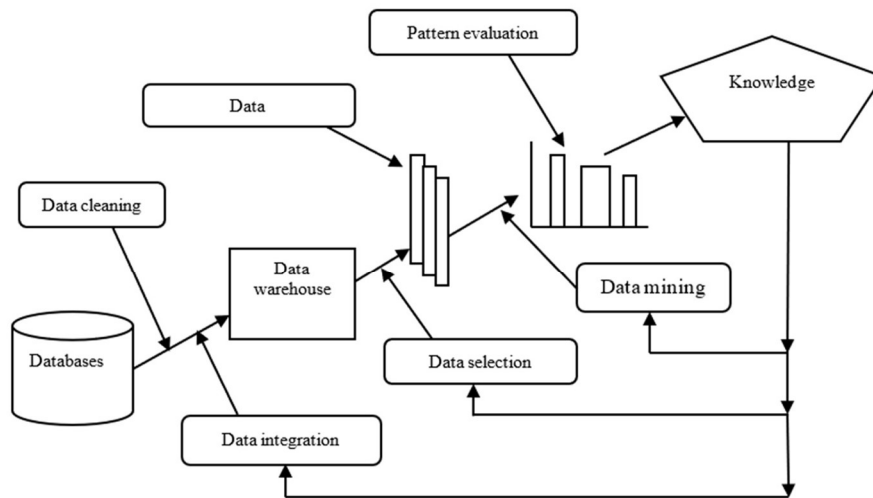 Pattern evaluation
Knowledge
Data
Data cleaning
Data
warehouse
Data mining
Databases
Data selection
Data integration